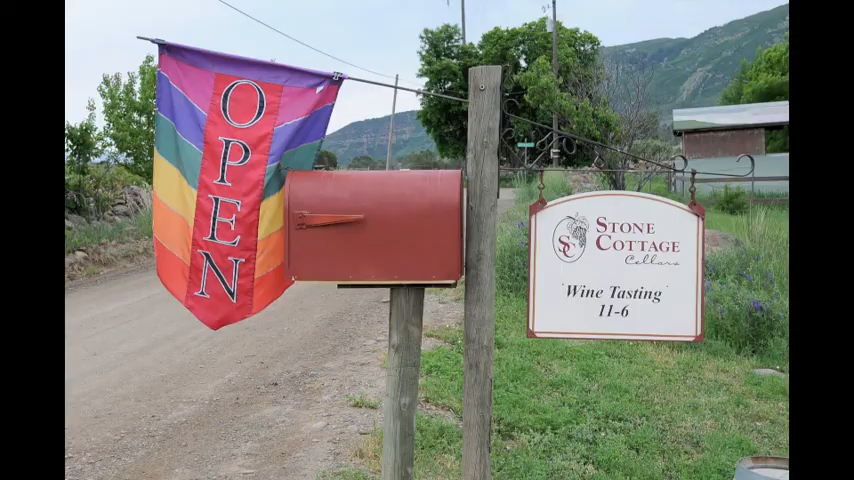 OPEN
SC
STONE
COTTAGE
Cellars
Wine Tasting
11-6